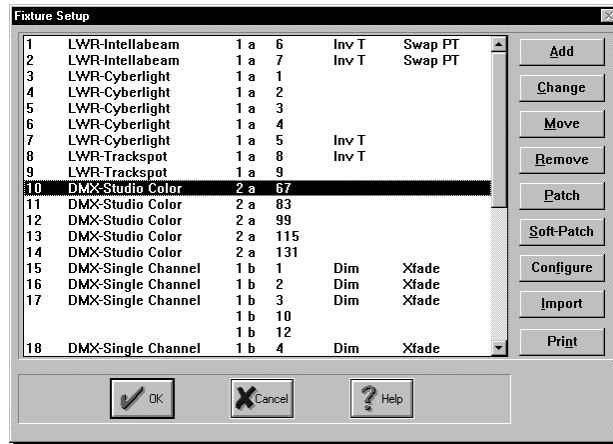 Fixture Setup
1 LWR-Intellabeam 1 a 6 Inv T Swap PT
2 LWR-Intellabeam 1 a 7 Inv T Swap PT
3 LWR-Cyberlight 1 a 1
4 LWR-Cyberlight 1 a 2
5 LWR-Cyberlight 1 a 3
6 LWR-Cyberlight 1 a 4
7 LWR-Cyberlight 1 a 5 Inv T
8 LWR-Trackspot 1 a 8 Inv T
9 LWR-Trackspot 1 a 9
10 DMX-Studio Color 2 a 67
11 DMX-Studio Color 2 a 83
12 DMX-Studio Color 2 a 99
13 DMX-Studio Color 2 a 115
14 DMX-Studio Color 2 a 131
15 DMX-Single Channel 1 b 1 Dim Xfade
16 DMX-Single Channel 1 b 2 Dim Xfade
17 DMX-Single Channel 1 b 3 Dim Xfade
1 b 10
1 b 12
18 DMX-Single Channel 1 b 4 Dim Xfade
Add
Change
Move
Remove
Patch
Soft-Patch
Configure
Import
Print
OK
Cancel
Help